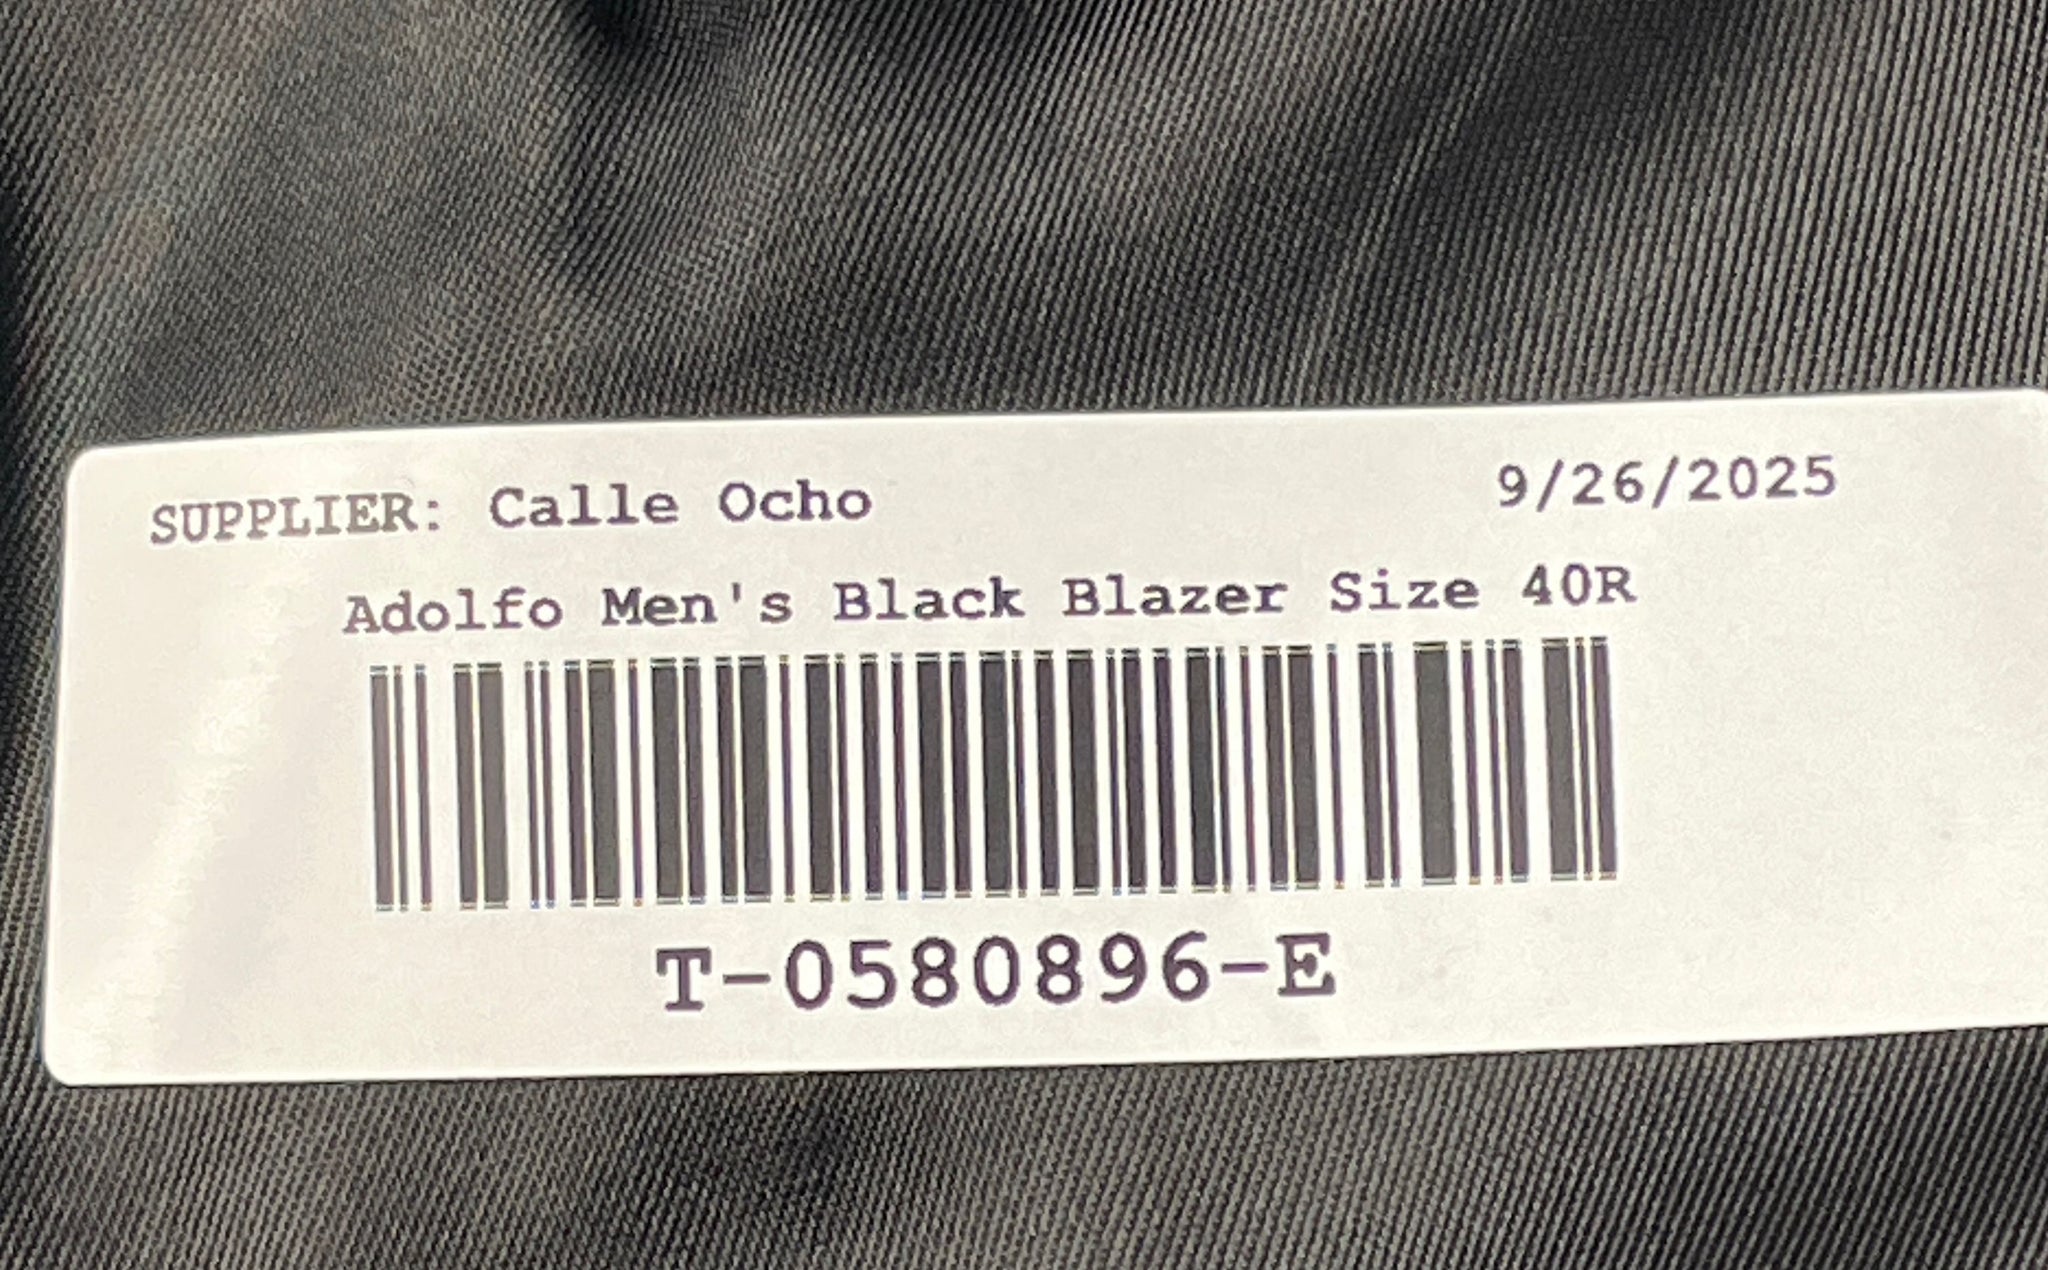 SUPPLIER: Calle Ocho 9/26/2025
Adolfo Men's Black Blazer Size 40R
T-0580896-E